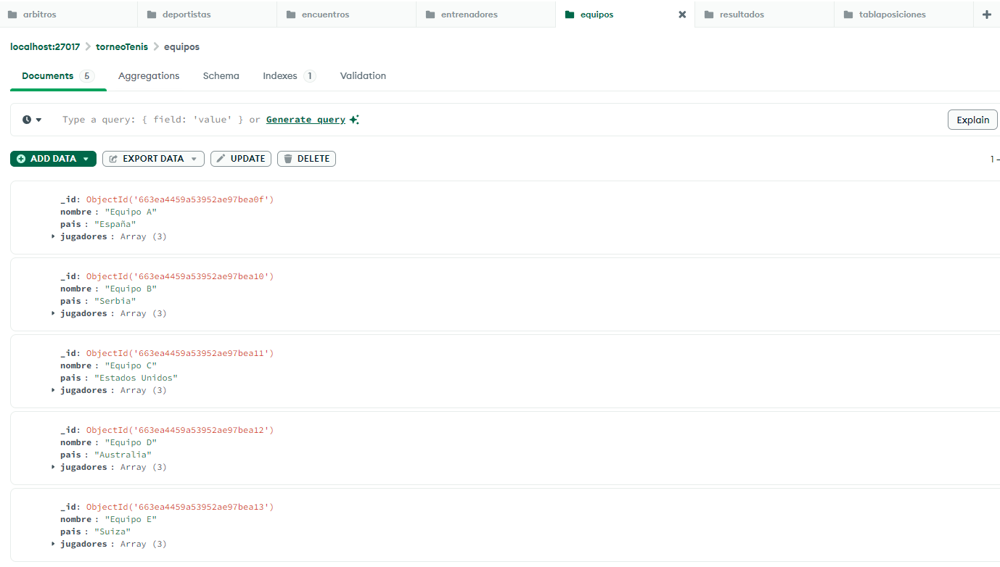 arbitros deportistas encuentros entrenadores equipos resultados tablaposiciones
localhost:27017 torneoTenis equipos
Documents 5 Aggregations Schema Indexes 1 Validation
Type a query: { field: 'value' } or Generate query Explain
ADD DATA EXPORT DATA UPDATE DELETE 1 –
_id: ObjectId('663ea4459a53952ae97bea0f')
nombre : "Equipo A"
pais : "España"
jugadores : Array (3)
_id: ObjectId('663ea4459a53952ae97bea10')
nombre : "Equipo B"
pais : "Serbia"
jugadores : Array (3)
_id: ObjectId('663ea4459a53952ae97bea11')
nombre : "Equipo C"
pais : "Estados Unidos"
jugadores : Array (3)
_id: ObjectId('663ea4459a53952ae97bea12')
nombre : "Equipo D"
pais : "Australia"
jugadores : Array (3)
_id: ObjectId('663ea4459a53952ae97bea13')
nombre : "Equipo E"
pais : "Suiza"
jugadores : Array (3)